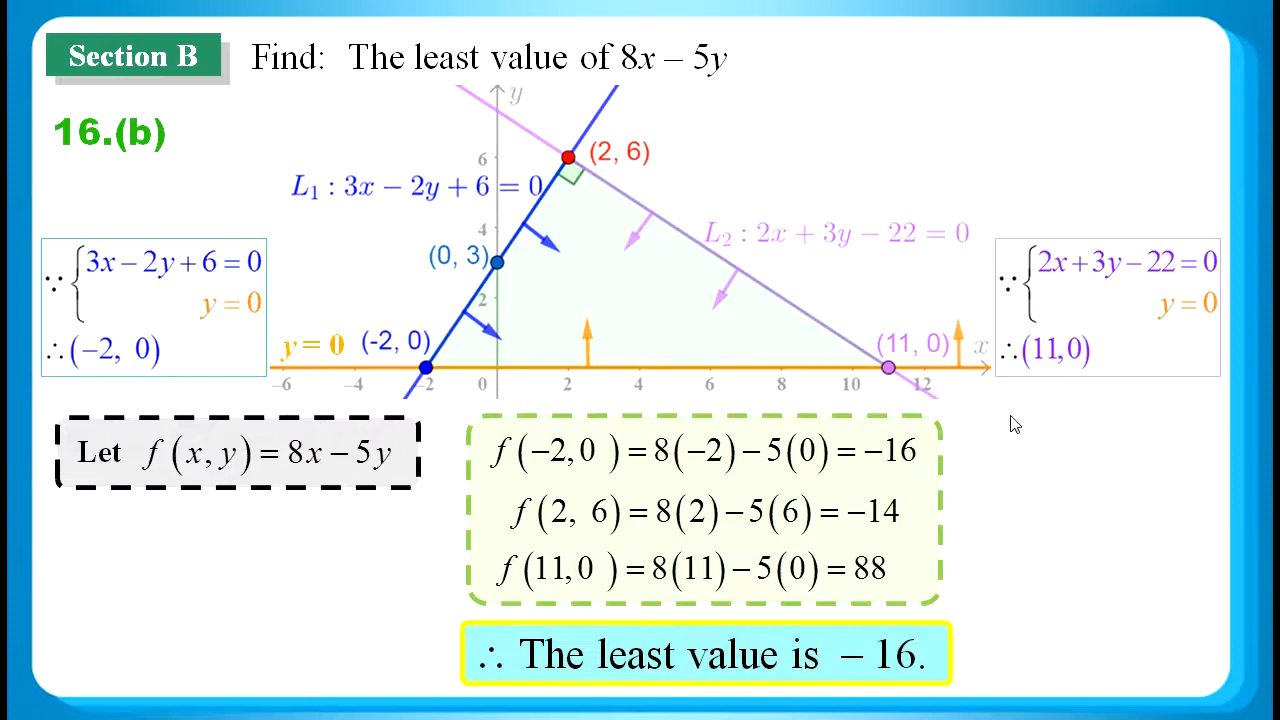 Section B
Find: The least value of 8x – 5y
16.(b)
y
6
(2, 6)
L₁ : 3x − 2y + 6 = 0
4
L₂ : 2x + 3y − 22 = 0
(0, 3)
∵ { 3x − 2y + 6 = 0
y = 0
∴ (−2, 0)
2
∵ { 2x + 3y − 22 = 0
y = 0
∴ (11,0)
y = 0
(-2, 0)
(11, 0)
x
−6 −4 −2 0 2 4 6 8 10 12
Let f(x, y) = 8x − 5y
f(−2,0 ) = 8(−2) − 5(0) = −16
f(2, 6) = 8(2) − 5(6) = −14
f(11,0 ) = 8(11) − 5(0) = 88
∴ The least value is – 16.